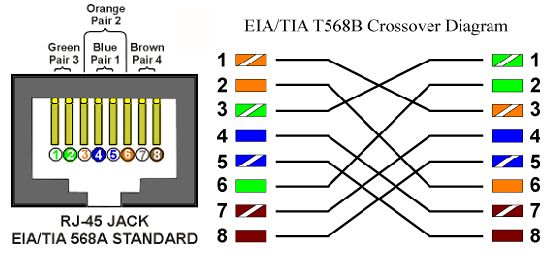 Orange
Pair 2
Green
Pair 3
Blue
Pair 1
Brown
Pair 4
1 2 3 4 5 6 7 8
RJ-45 JACK
EIA/TIA 568A STANDARD
EIA/TIA T568B Crossover Diagram
1 1
2 2
3 3
4 4
5 5
6 6
7 7
8 8